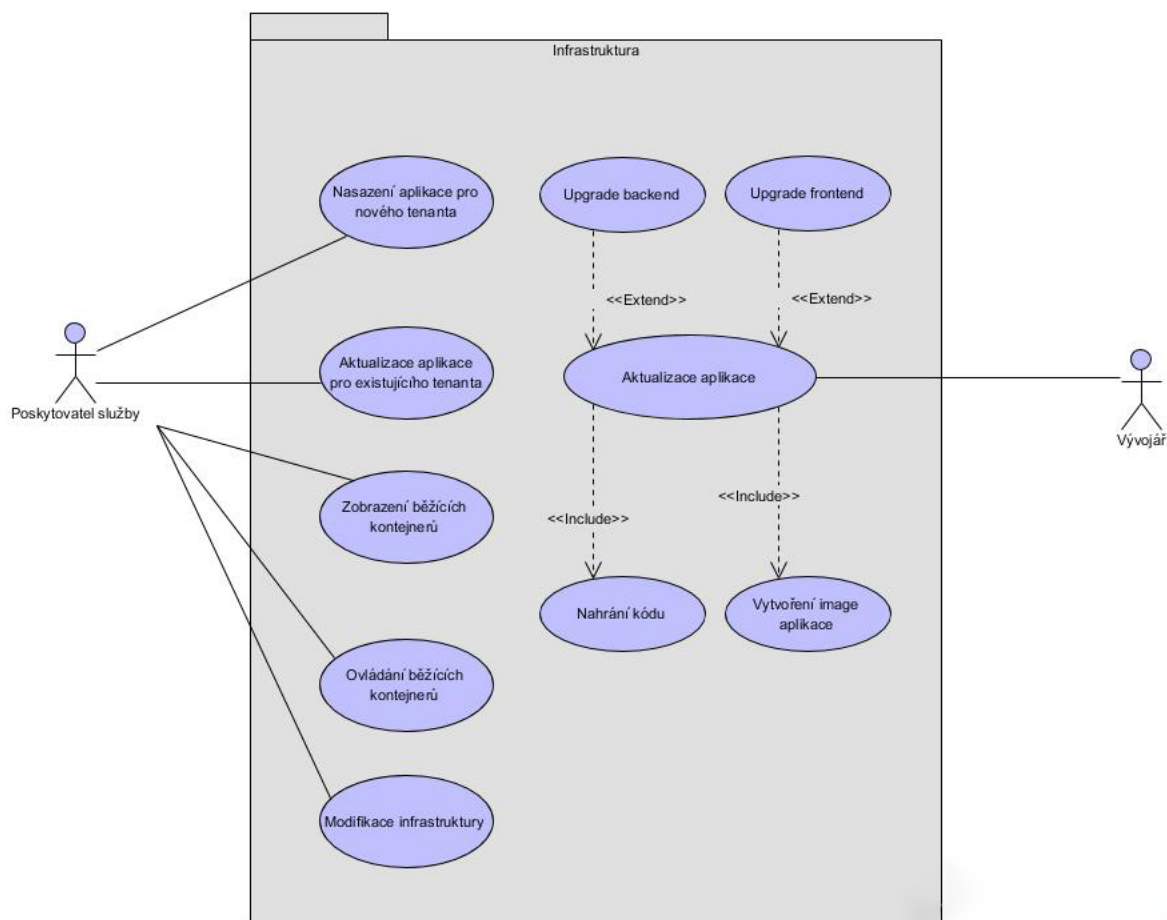 Infrastruktura
Nasazení aplikace pro
nového tenanta
Upgrade backend
Upgrade frontend
<<Extend>>
<<Extend>>
Poskytovatel služby
Aktualizace aplikace
pro existujícího tenanta
Aktualizace aplikace
Vývojář
Zobrazení běžících
kontejnerů
<<Include>>
<<Include>>
Nahrání kódu
Vytvoření image
aplikace
Ovládání běžících
kontejnerů
Modifikace infrastruktury